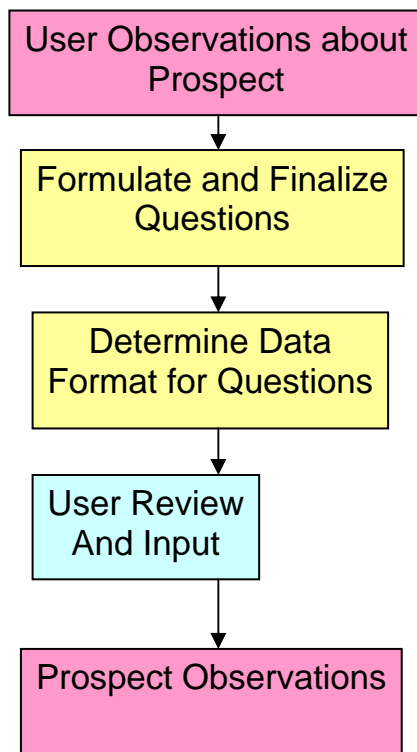 User Observations about
Prospect
Formulate and Finalize
Questions
Determine Data
Format for Questions
User Review
And Input
Prospect Observations